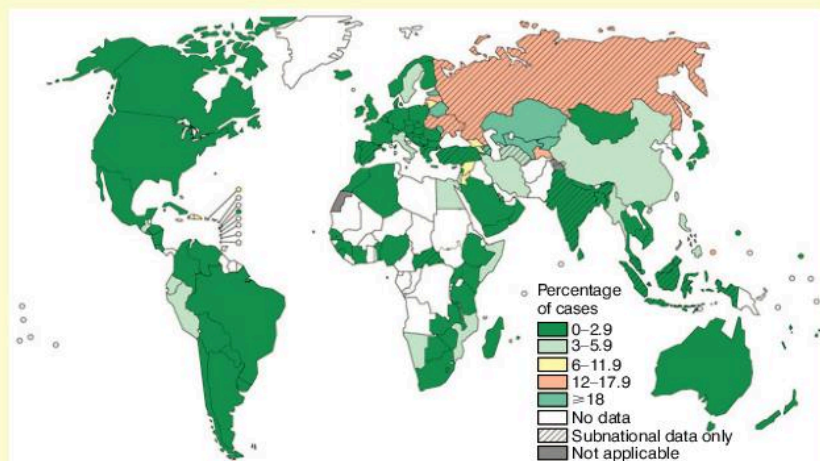 Percentage
of cases
0–2.9
3–5.9
6–11.9
12–17.9
≥18
No data
Subnational data only
Not applicable